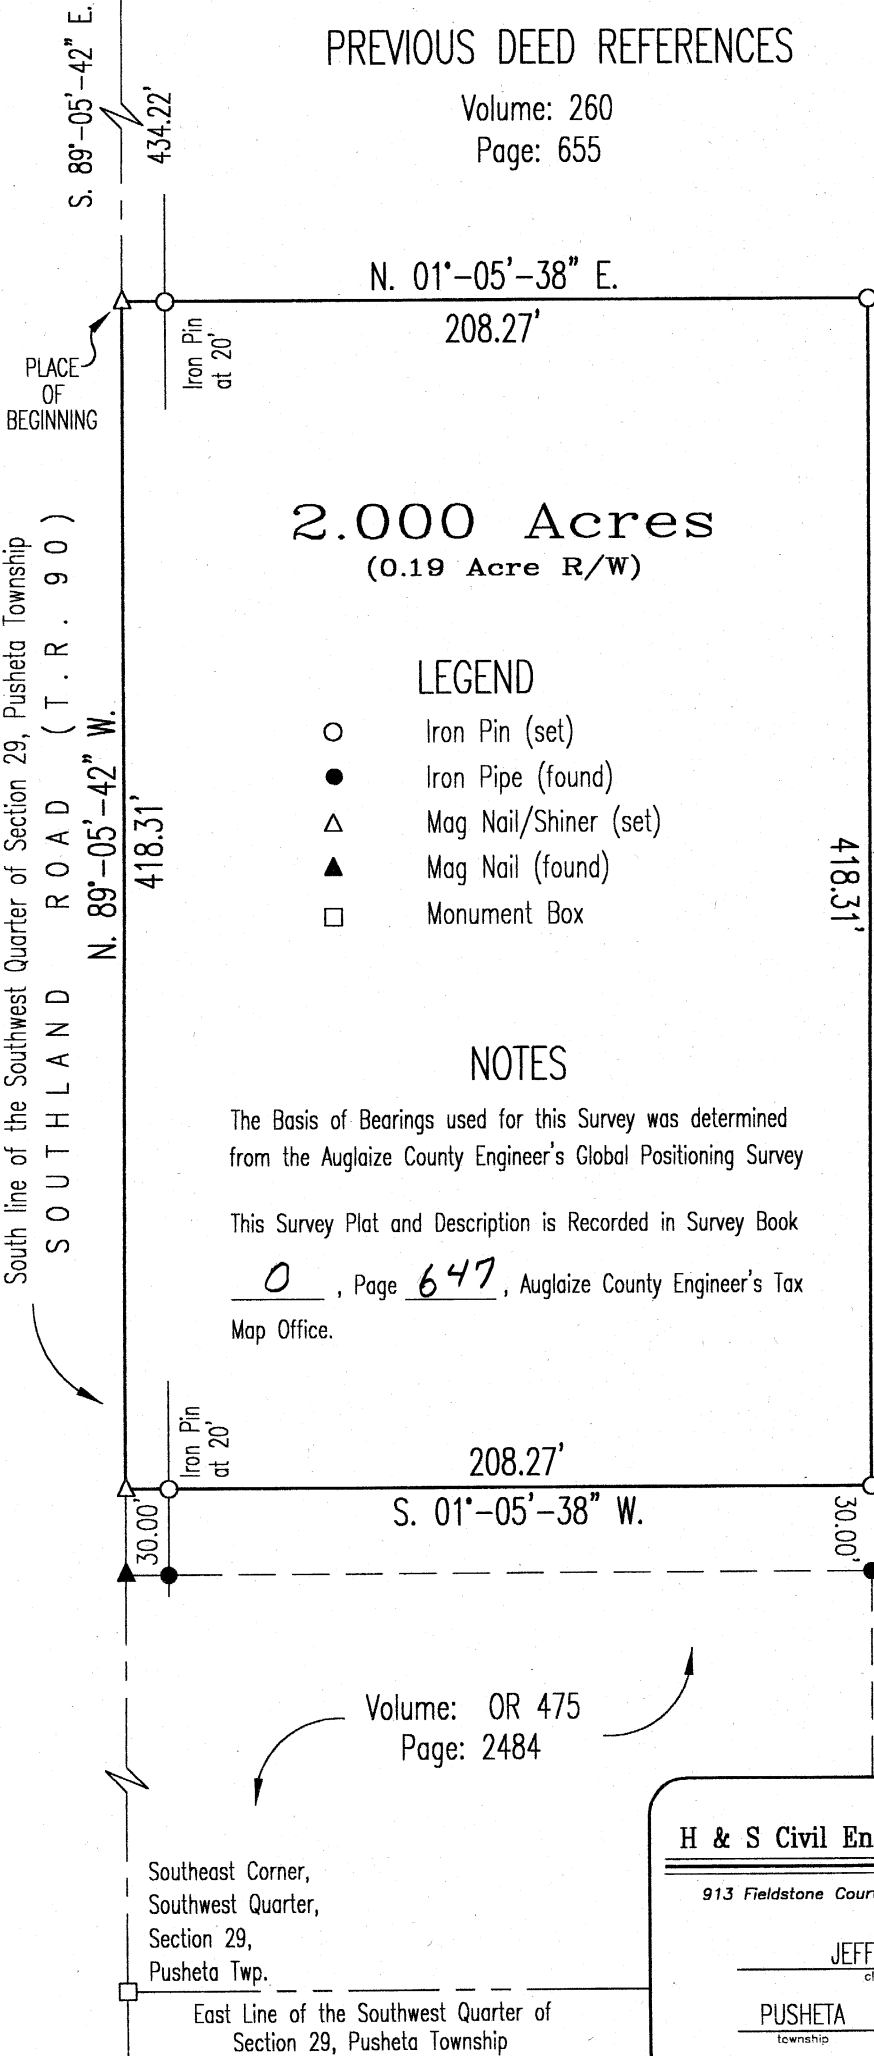 PREVIOUS DEED REFERENCES
Volume: 260
Page: 655
S. 89°-05'-42" E.
434.22'
N. 01°-05'-38" E.
208.27'
Iron Pin
at 20'
PLACE
OF
BEGINNING
2.000 Acres
(0.19 Acre R/W)
South line of the Southwest Quarter of Section 29, Pusheta Township
SOUTHLAND ROAD (T.R. 90)
N. 89°-05'-42" W.
418.31'
418.31'
LEGEND
Iron Pin (set)
Iron Pipe (found)
Mag Nail/Shiner (set)
Mag Nail (found)
Monument Box
NOTES
The Basis of Bearings used for this Survey was determined
from the Auglaize County Engineer's Global Positioning Survey
This Survey Plat and Description is Recorded in Survey Book
O , Page 647, Auglaize County Engineer's Tax
Map Office.
Iron Pin
at 20'
208.27'
S. 01°-05'-38" W.
30.00'
30.00'
Volume: OR 475
Page: 2484
Southeast Corner,
Southwest Quarter,
Section 29,
Pusheta Twp.
East Line of the Southwest Quarter of
Section 29, Pusheta Township
H & S Civil En
913 Fieldstone Cour
JEFF
cl
PUSHETA
township